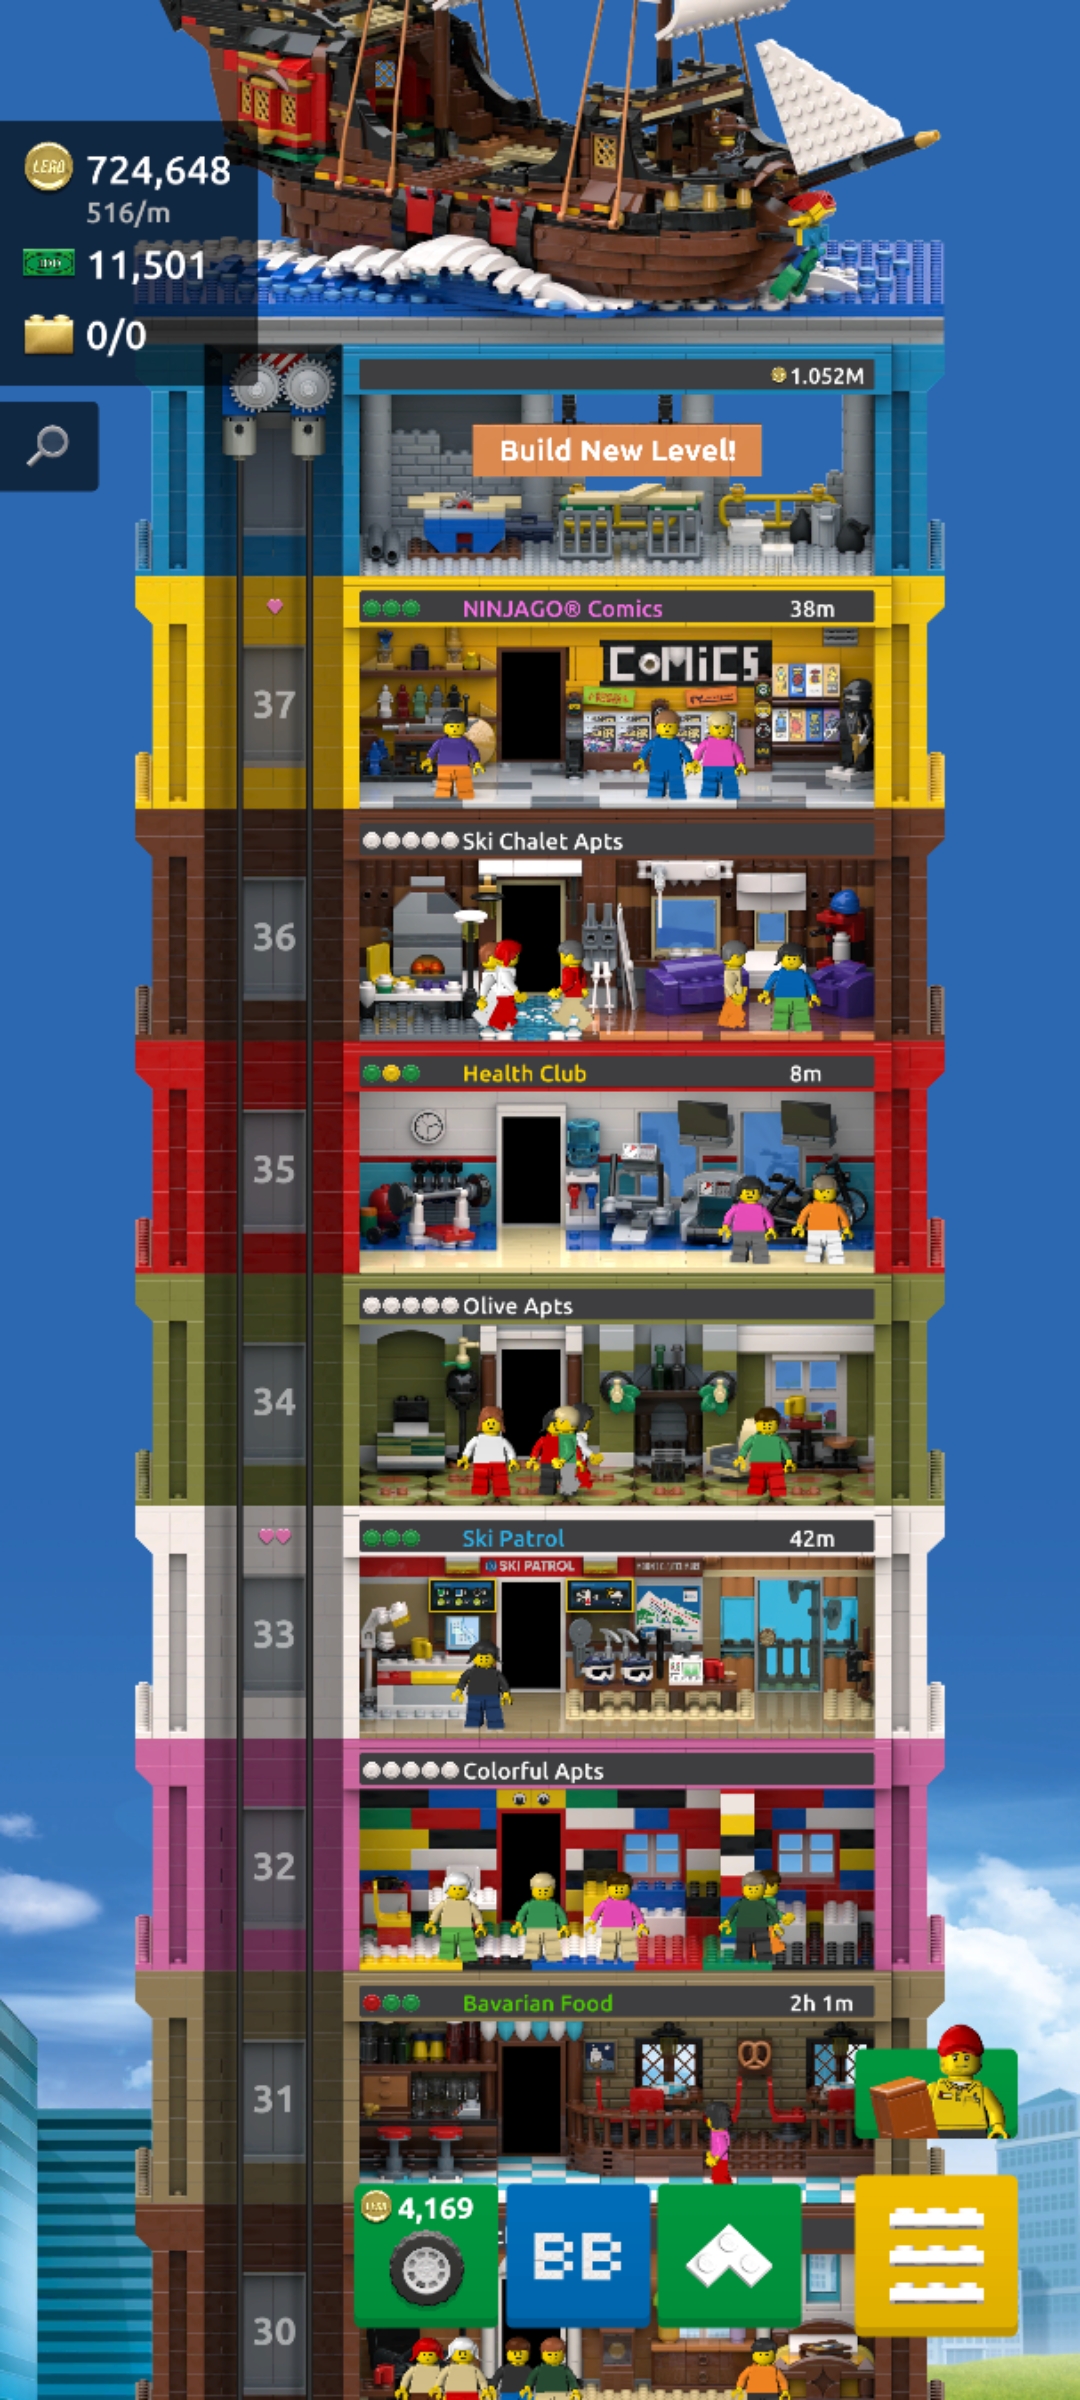 LEGO
724,648
516/m
11,501
0/0
1.052M
Build New Level!
NINJAGO® Comics 38m
COMiCS
37
Ski Chalet Apts
36
Health Club 8m
35
Olive Apts
34
Ski Patrol 42m
SKI PATROL
33
Colorful Apts
32
Bavarian Food 2h 1m
31
4,169
BB
30